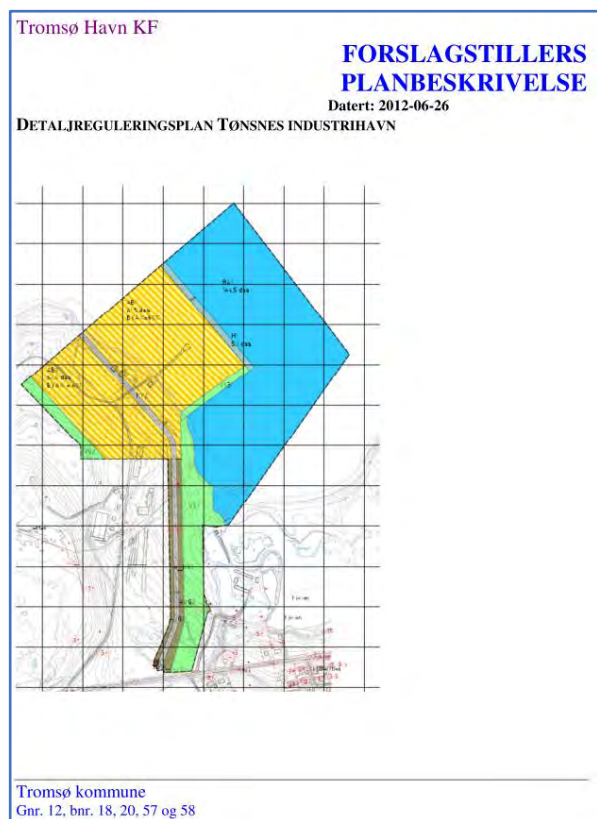 Tromsø Havn KF
FORSLAGSTILLERS
PLANBESKRIVELSE
Datert: 2012-06-26
DETALJREGULERINGSPLAN TØNSNES INDUSTRIHAVN
Tromsø kommune
Gnr. 12, bnr. 18, 20, 57 og 58